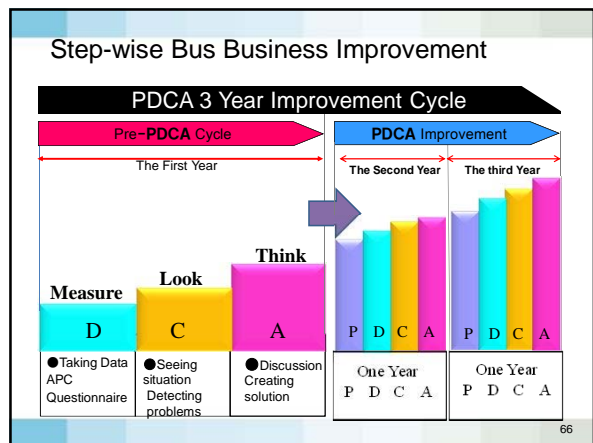 Step-wise Bus Business Improvement
PDCA 3 Year Improvement Cycle
Pre-PDCA Cycle
PDCA Improvement
The First Year
The Second Year
The third Year
Measure
Look
Think
D
C
A
P D C A
P D C A
●Taking Data
APC
Questionnaire
●Seeing
situation
Detecting
problems
●Discussion
Creating
solution
One Year
P D C A
One Year
P D C A
66